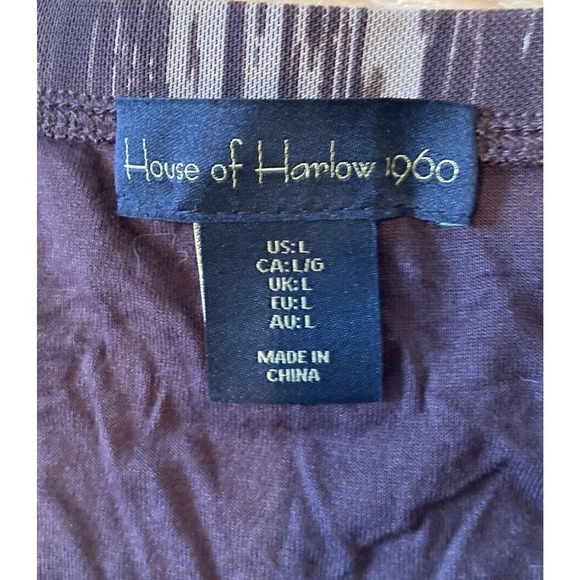 House of Harlow 1960
US: L
CA: L/G
UK: L
EU: L
AU: L
MADE IN
CHINA